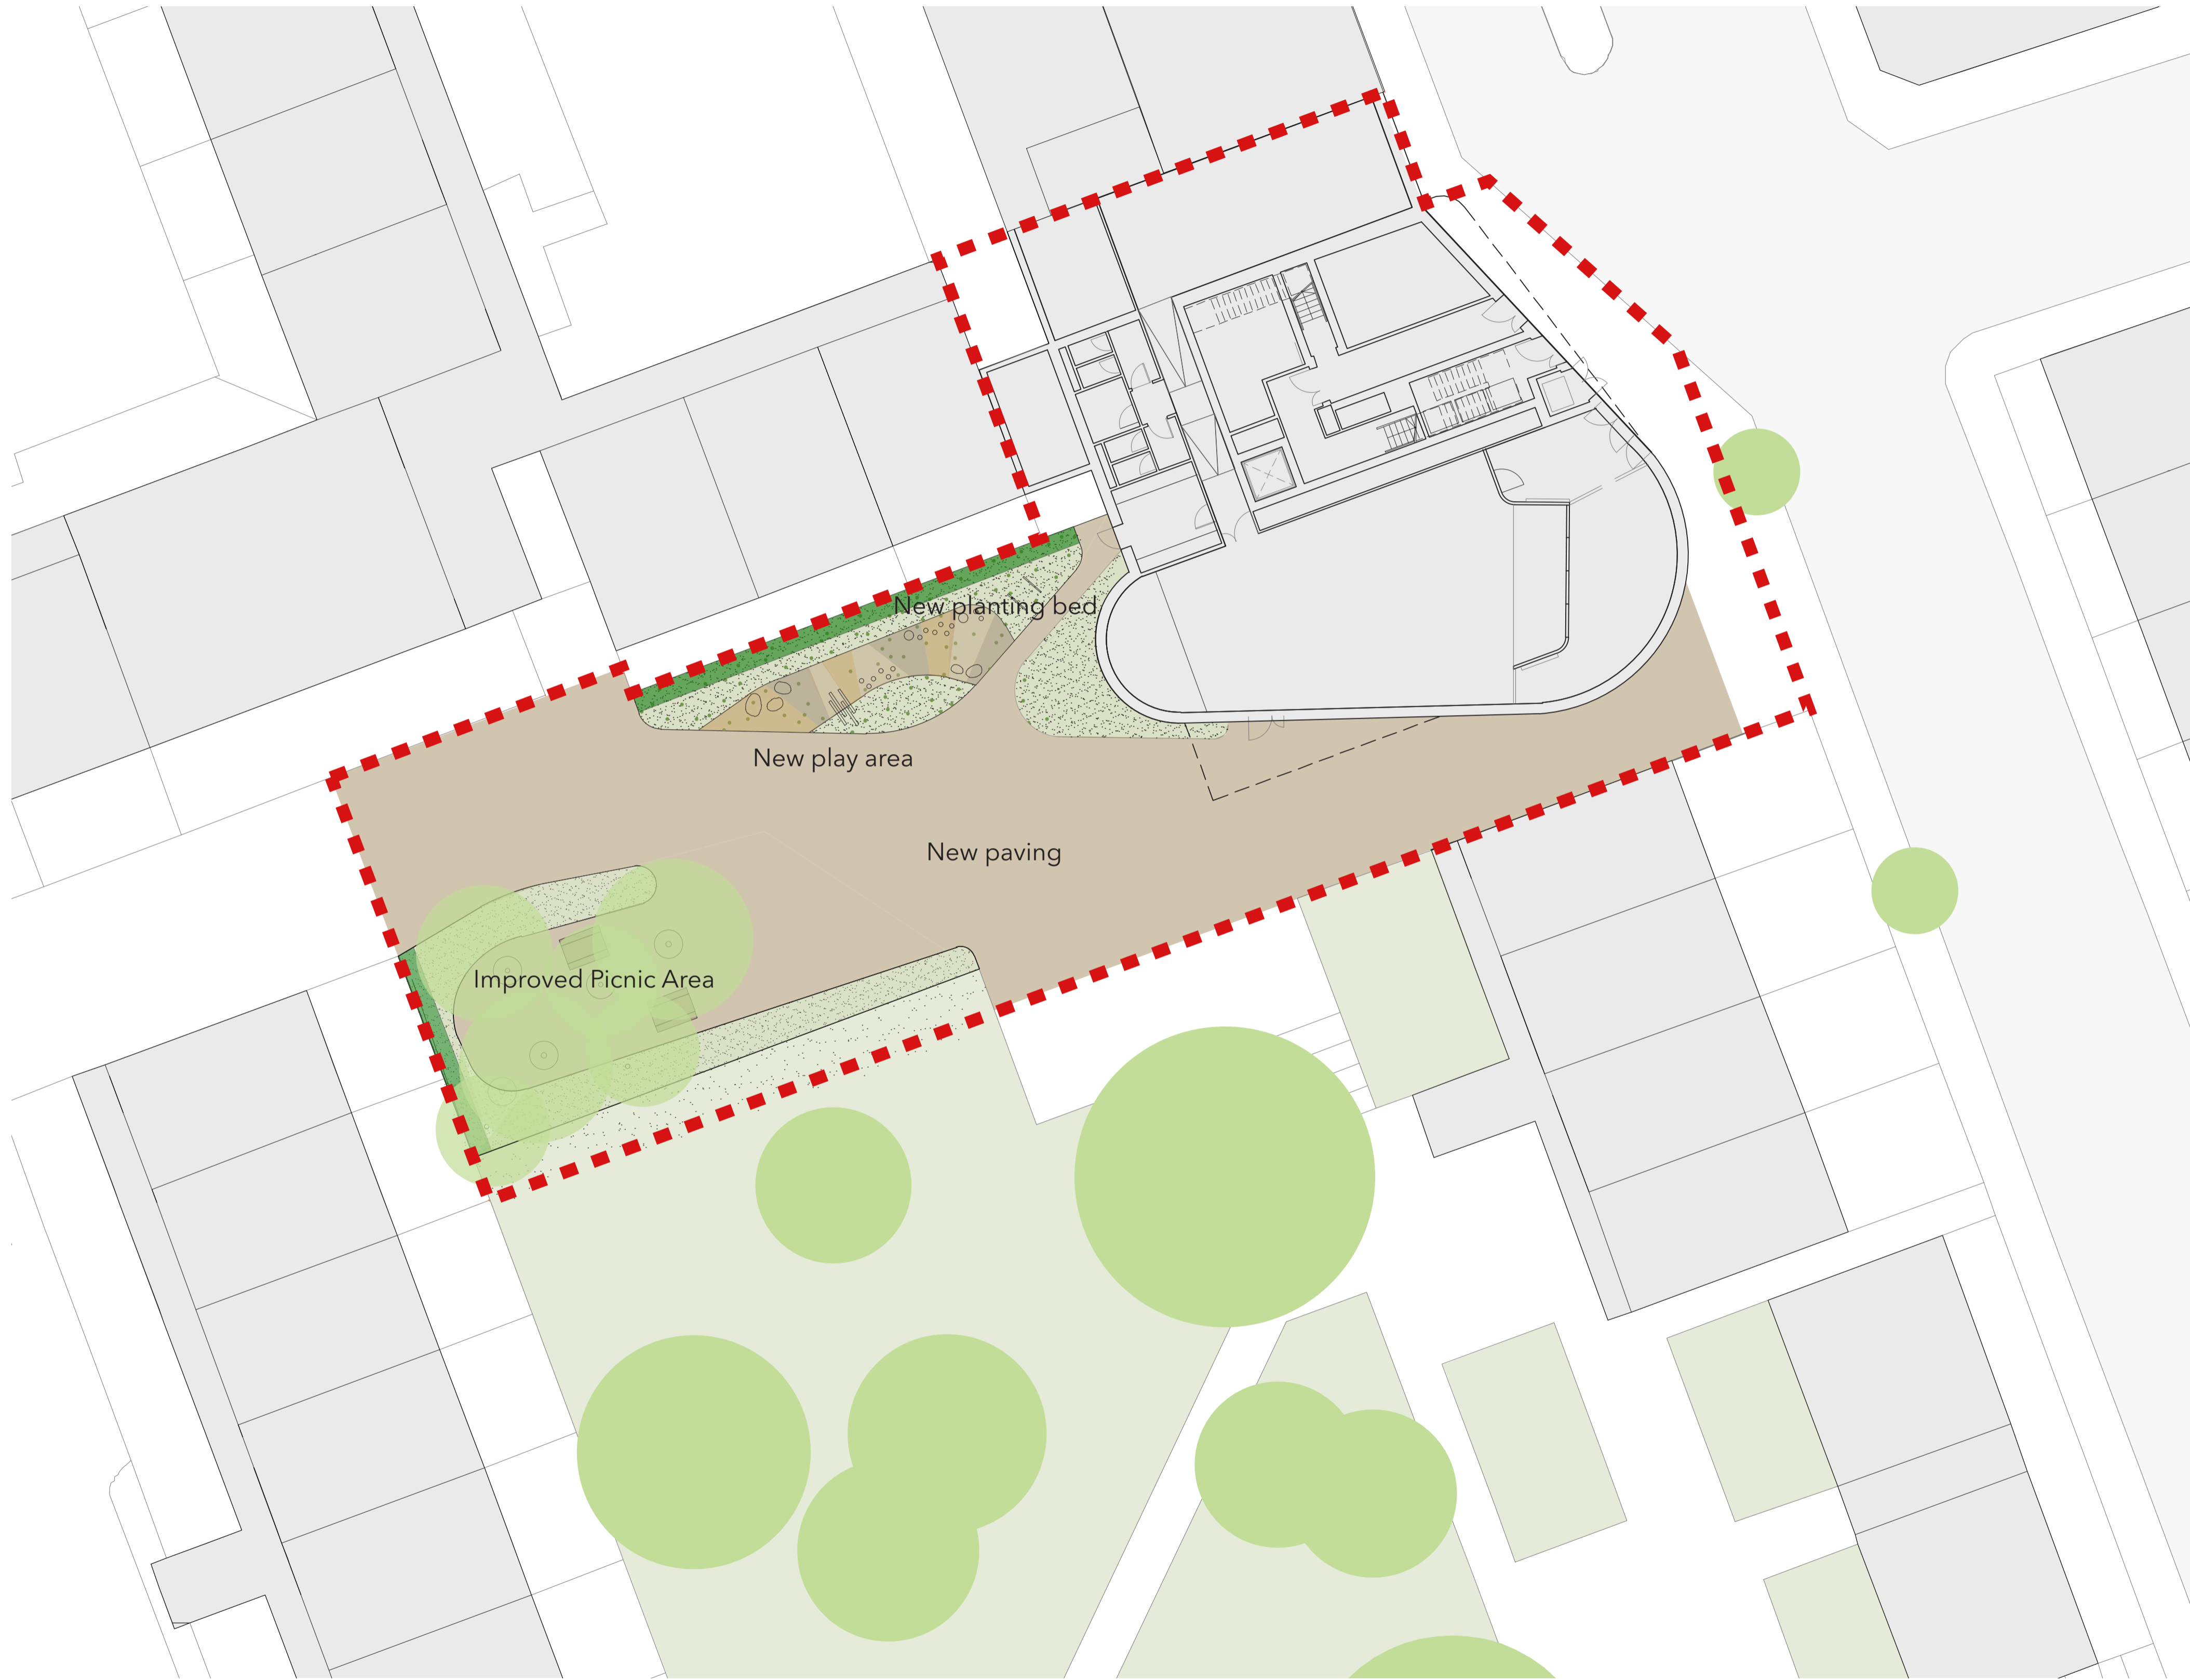 New planting bed
New play area
New paving
Improved Picnic Area